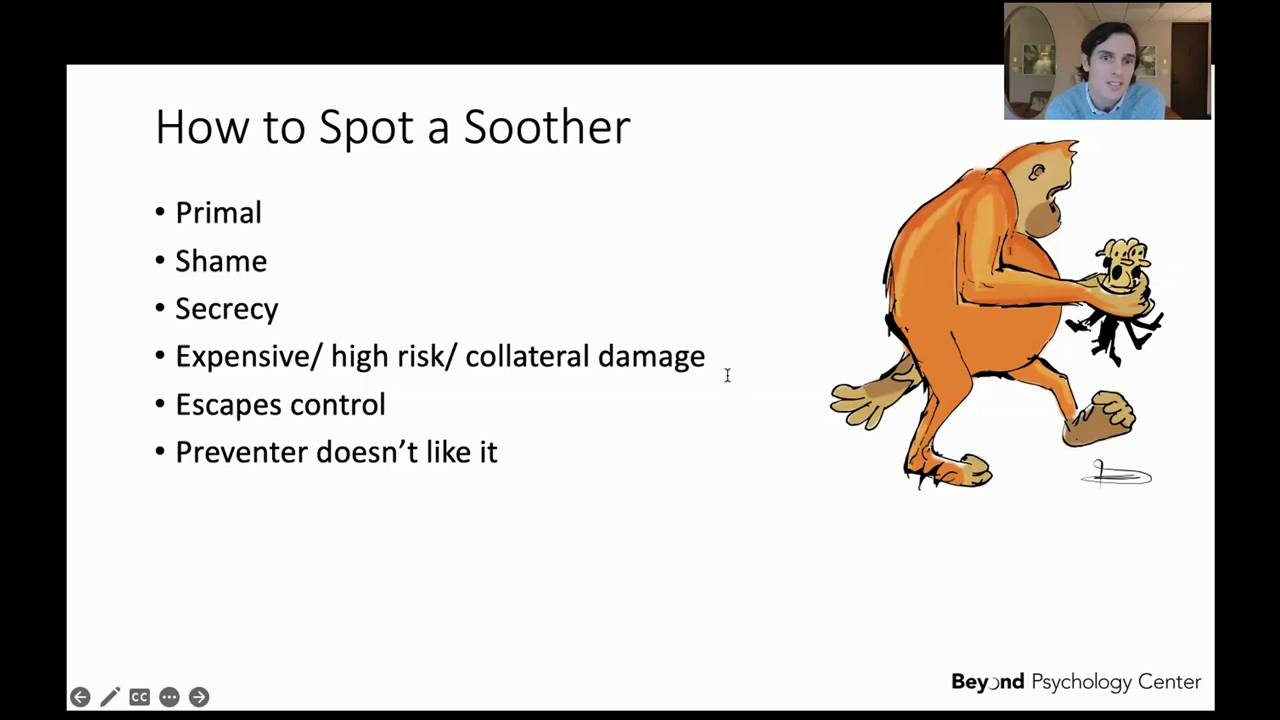 How to Spot a Soother
• Primal
• Shame
• Secrecy
• Expensive/ high risk/ collateral damage
• Escapes control
• Preventer doesn’t like it
CC
Beyond Psychology Center